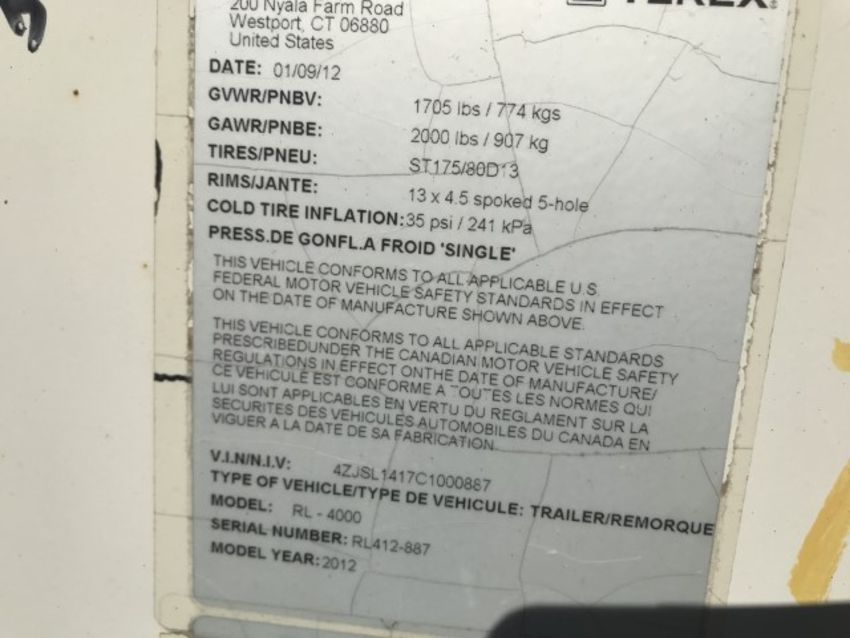 200 Nyala Farm Road
Westport, CT 06880
United States
TEREX®
DATE: 01/09/12
GVWR/PNBV: 1705 lbs / 774 kgs
GAWR/PNBE: 2000 lbs / 907 kg
TIRES/PNEU: ST175/80D13
RIMS/JANTE: 13 x 4.5 spoked 5-hole
COLD TIRE INFLATION: 35 psi / 241 kPa
PRESS.DE GONFL.A FROID 'SINGLE'
THIS VEHICLE CONFORMS TO ALL APPLICABLE U.S.
FEDERAL MOTOR VEHICLE SAFETY STANDARDS IN EFFECT
ON THE DATE OF MANUFACTURE SHOWN ABOVE.
THIS VEHICLE CONFORMS TO ALL APPLICABLE STANDARDS
PRESCRIBEDUNDER THE CANADIAN MOTOR VEHICLE SAFETY
REGULATIONS IN EFFECT ONTHE DATE OF MANUFACTURE/
CE VEHICULE EST CONFORME A TOUTES LES NORMES QUI
LUI SONT APPLICABLES EN VERTU DU REGLAMENT SUR LA
SECURITES DES VEHICULES AUTOMOBILES DU CANADA EN
VIGUER A LA DATE DE SA FABRICATION.
V.I.N/N.I.V: 4ZJSL1417C1000887
TYPE OF VEHICLE/TYPE DE VEHICULE: TRAILER/REMORQUE
MODEL: RL - 4000
SERIAL NUMBER: RL412-887
MODEL YEAR: 2012